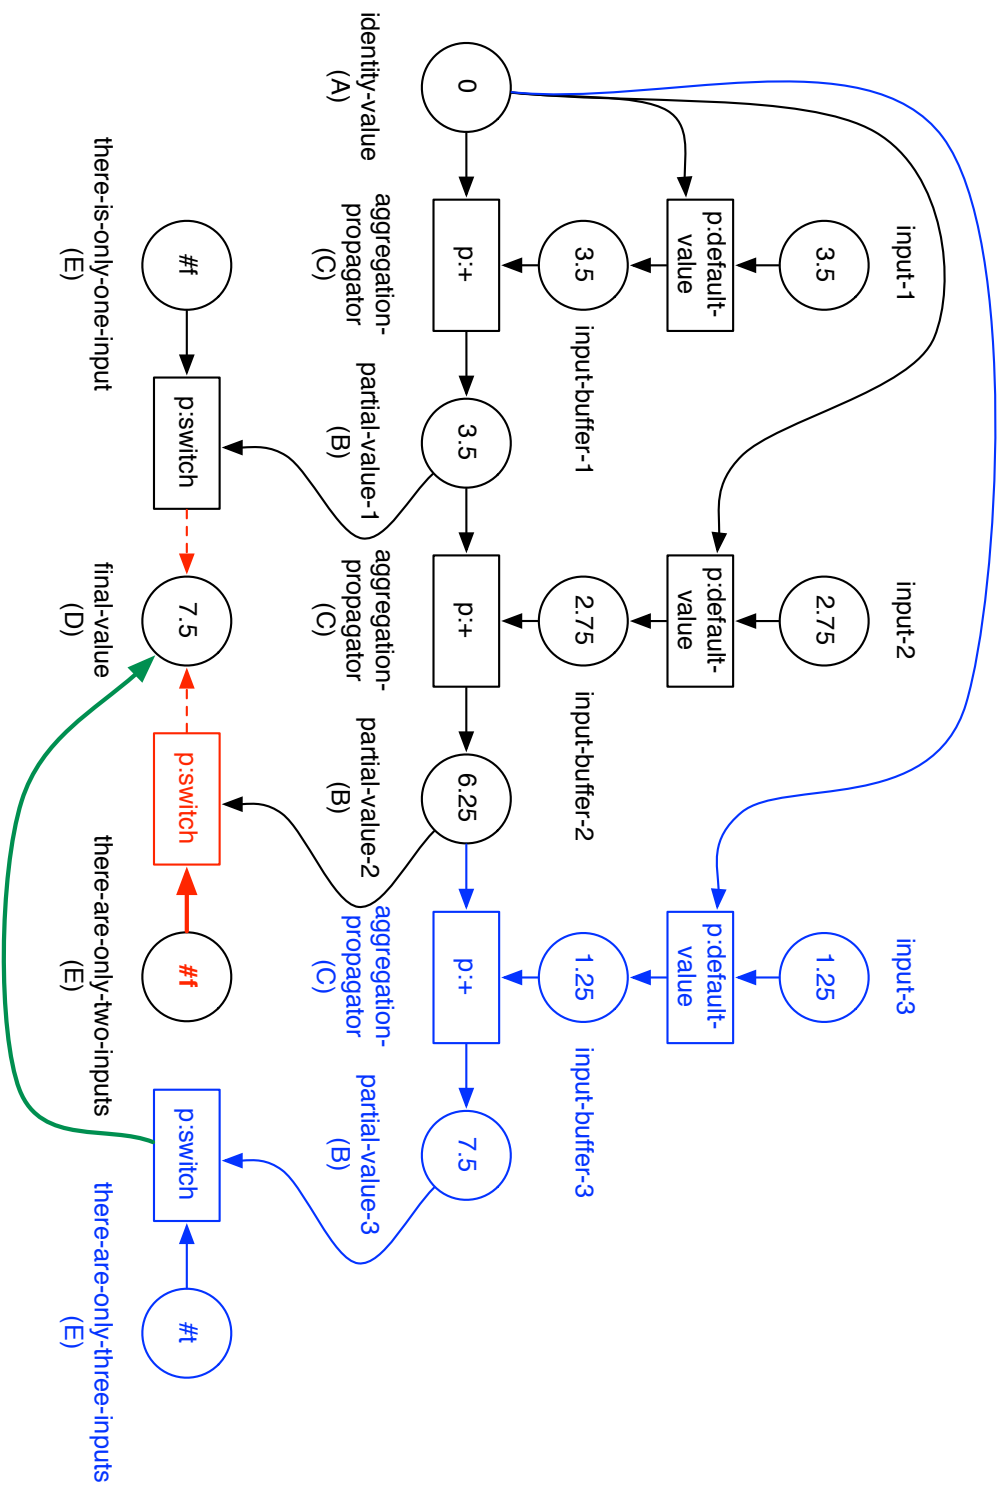 input-1
input-2
input-3
3.5
2.75
1.25
p:default-
value
p:default-
value
p:default-
value
3.5
input-buffer-1
2.75
input-buffer-2
1.25
input-buffer-3
0
p:+
3.5
p:+
6.25
p:+
7.5
identity-value
(A)
aggregation-
propagator
(C)
partial-value-1
(B)
aggregation-
propagator
(C)
partial-value-2
(B)
aggregation-
propagator
(C)
partial-value-3
(B)
#f
p:switch
7.5
p:switch
#f
p:switch
#t
there-is-only-one-input
(E)
final-value
(D)
there-are-only-two-inputs
(E)
there-are-only-three-inputs
(E)